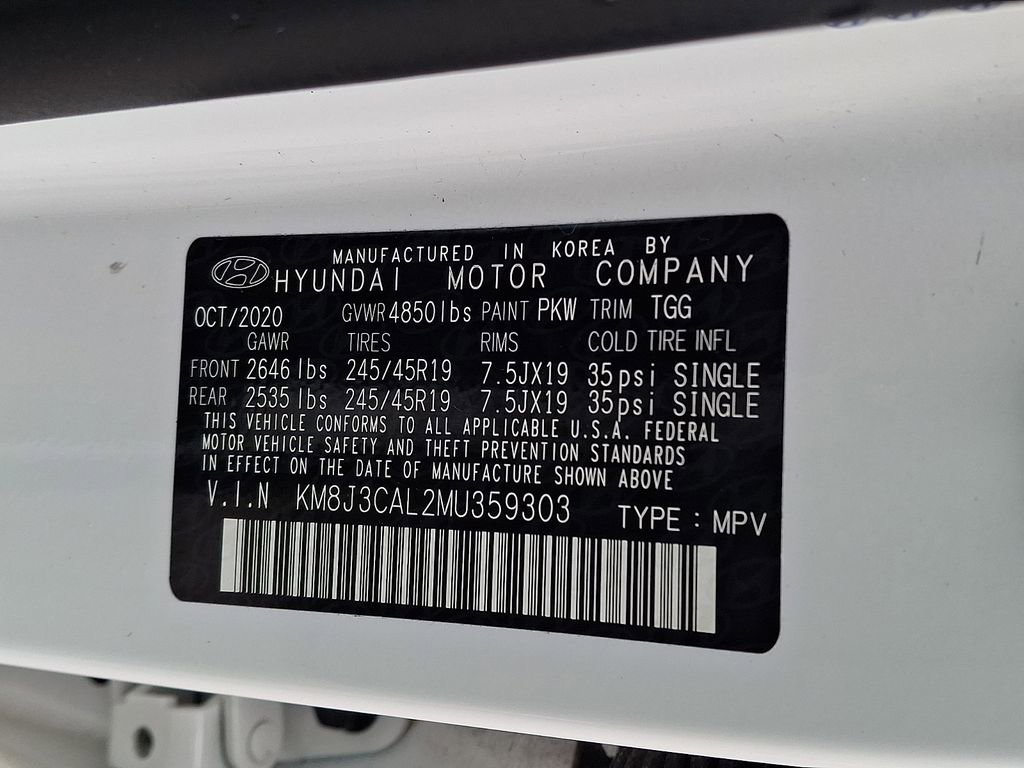 MANUFACTURED IN KOREA BY
HYUNDAI MOTOR COMPANY
OCT/2020 GVWR 4850 lbs PAINT PKW TRIM TGG
GAWR TIRES RIMS COLD TIRE INFL
FRONT 2646 lbs 245/45R19 7.5JX19 35psi SINGLE
REAR 2535 lbs 245/45R19 7.5JX19 35psi SINGLE
THIS VEHICLE CONFORMS TO ALL APPLICABLE U.S.A. FEDERAL
MOTOR VEHICLE SAFETY AND THEFT PREVENTION STANDARDS
IN EFFECT ON THE DATE OF MANUFACTURE SHOWN ABOVE
V.I.N KM8J3CAL2MU359303 TYPE : MPV